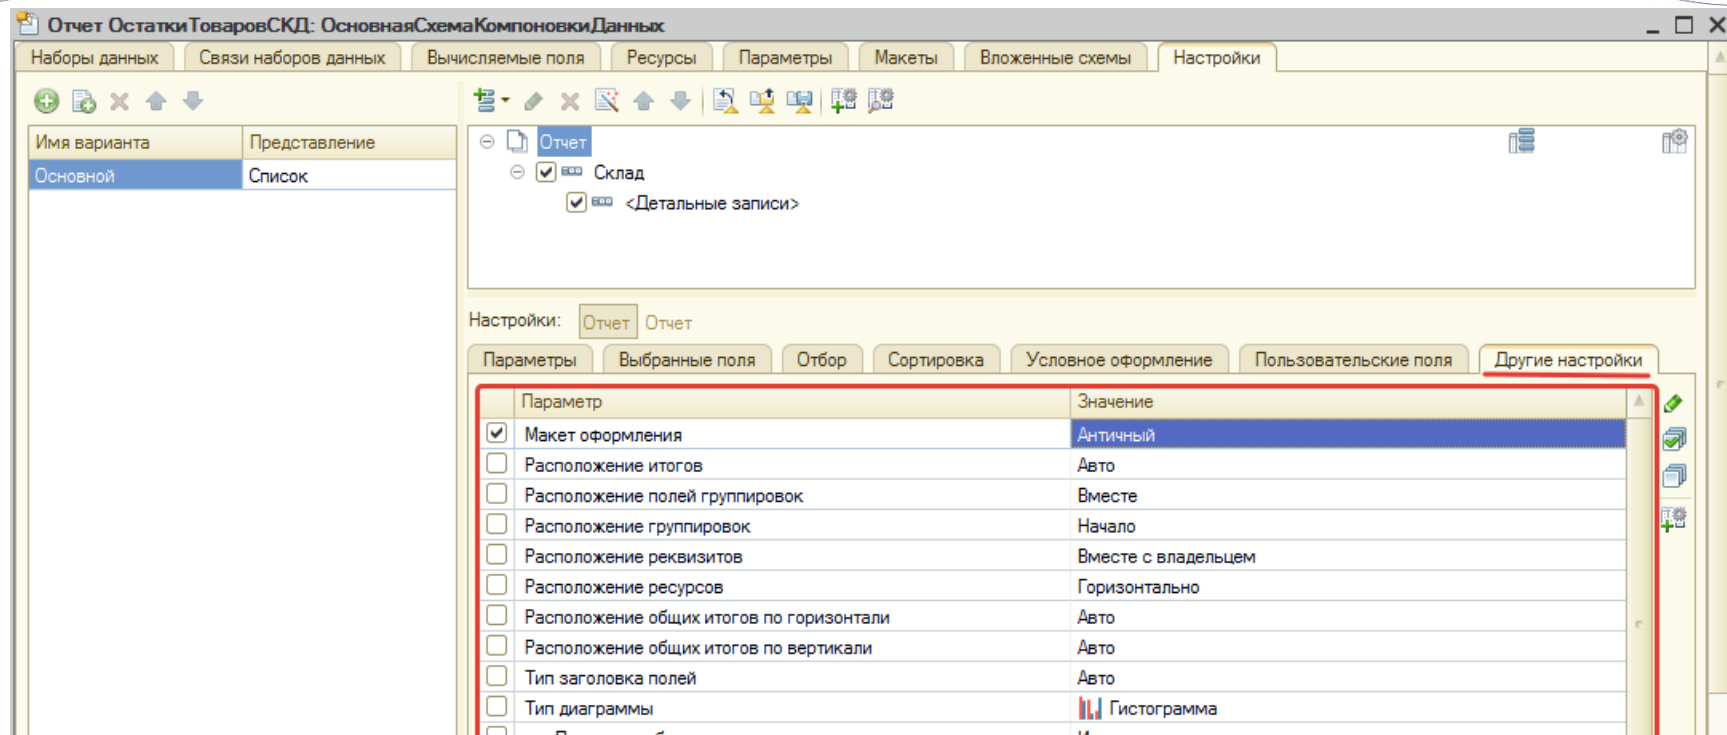 Отчет ОстаткиТоваровСКД: ОсновнаяСхемаКомпоновкиДанных
Наборы данных Связи наборов данных Вычисляемые поля Ресурсы Параметры Макеты Вложенные схемы Настройки
Имя варианта Представление
Основной Список
Отчет
Склад
<Детальные записи>
Настройки: Отчет Отчет
Параметры Выбранные поля Отбор Сортировка Условное оформление Пользовательские поля Другие настройки
Параметр Значение
Макет оформления Античный
Расположение итогов Авто
Расположение полей группировок Вместе
Расположение группировок Начало
Расположение реквизитов Вместе с владельцем
Расположение ресурсов Горизонтально
Расположение общих итогов по горизонтали Авто
Расположение общих итогов по вертикали Авто
Тип заголовка полей Авто
Тип диаграммы Гистограмма